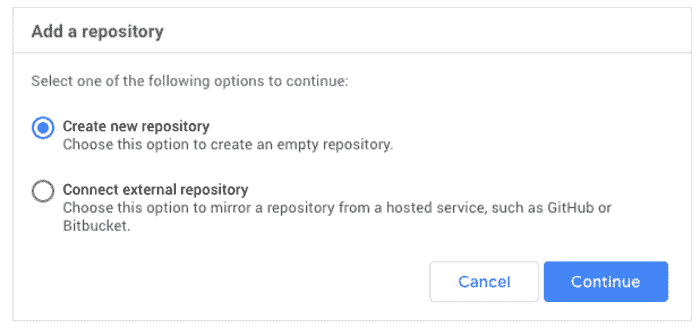 Add a repository
Select one of the following options to continue:
Create new repository
Choose this option to create an empty repository.
Connect external repository
Choose this option to mirror a repository from a hosted service, such as GitHub or
Bitbucket.
Cancel
Continue